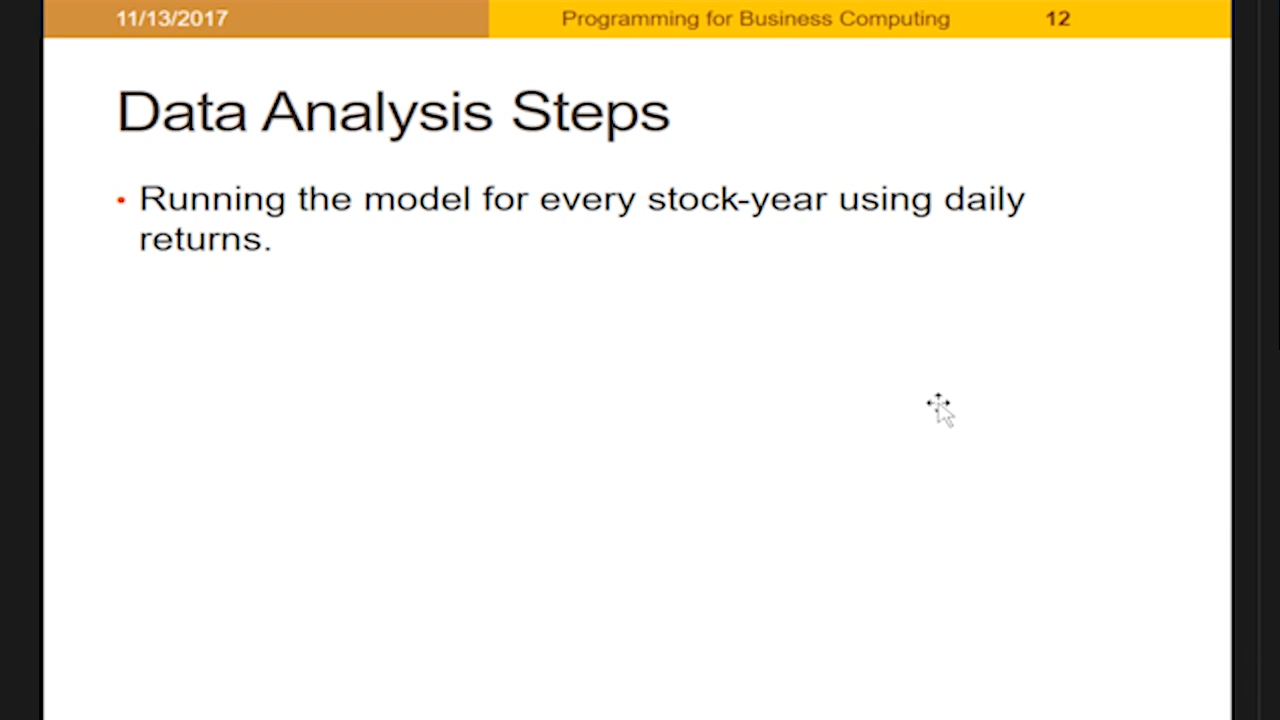 11/13/2017 Programming for Business Computing 12
Data Analysis Steps
• Running the model for every stock-year using daily
returns.